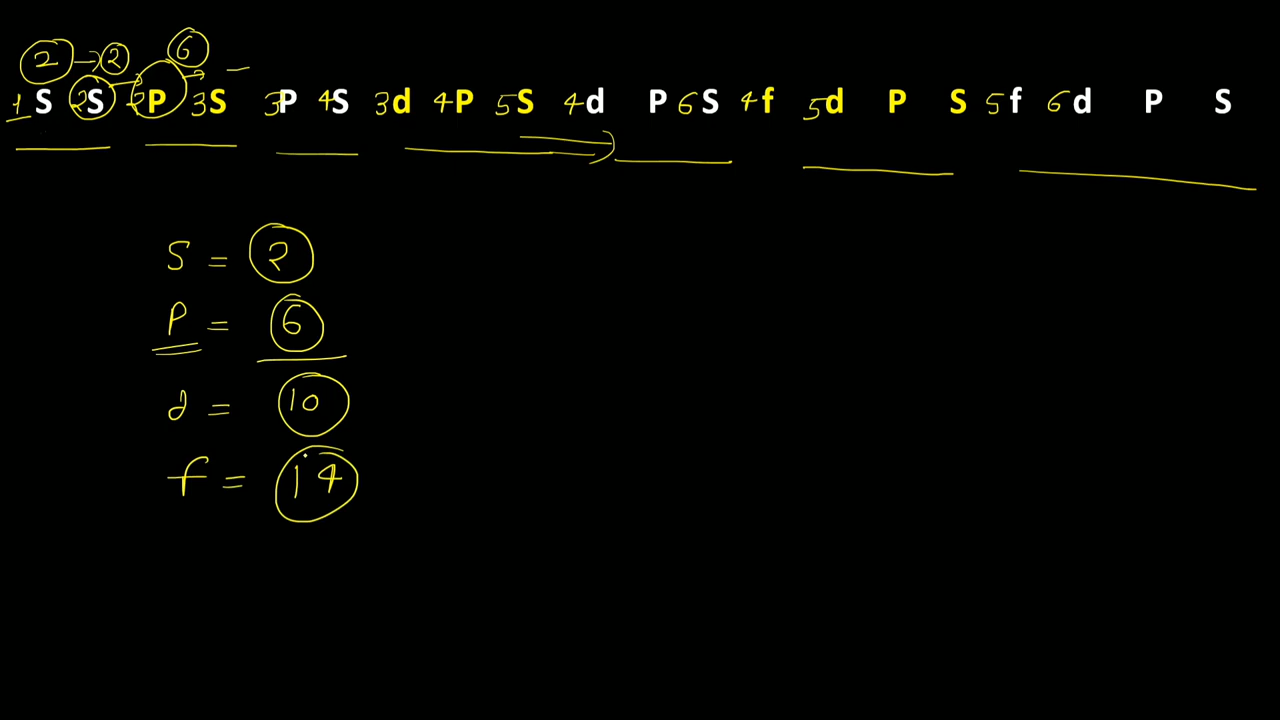 2 → 2 6
1S 2S 2P 3S 3P 4S 3d 4P 5S 4d P 6S 4f 5d P S 5f 6d P S
S = 2
P = 6
d = 10
f = 14